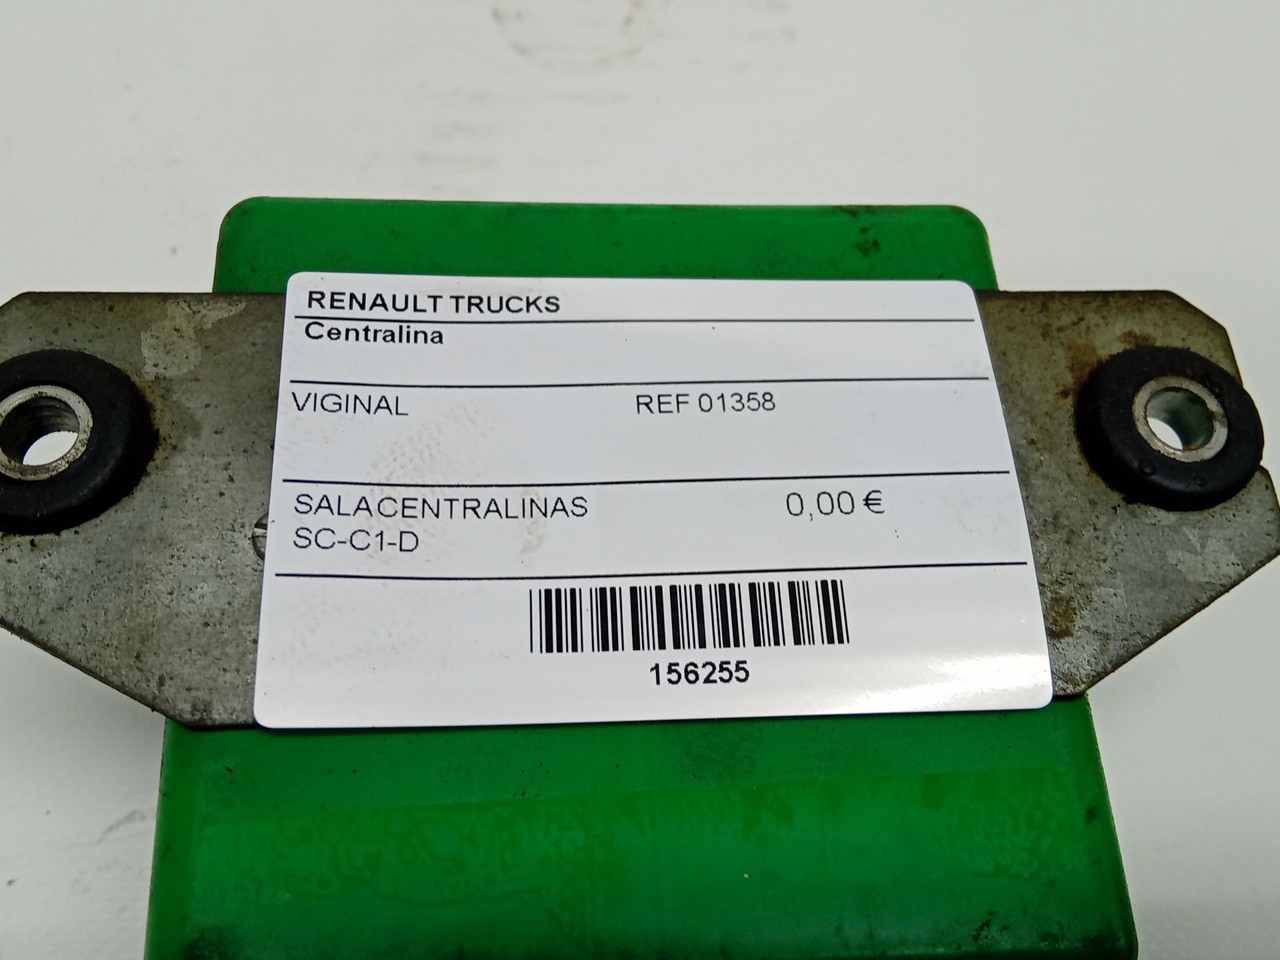 RENAULT TRUCKS
Centralina
VIGINAL REF 01358
SALACENTRALINAS 0,00 €
SC-C1-D
156255